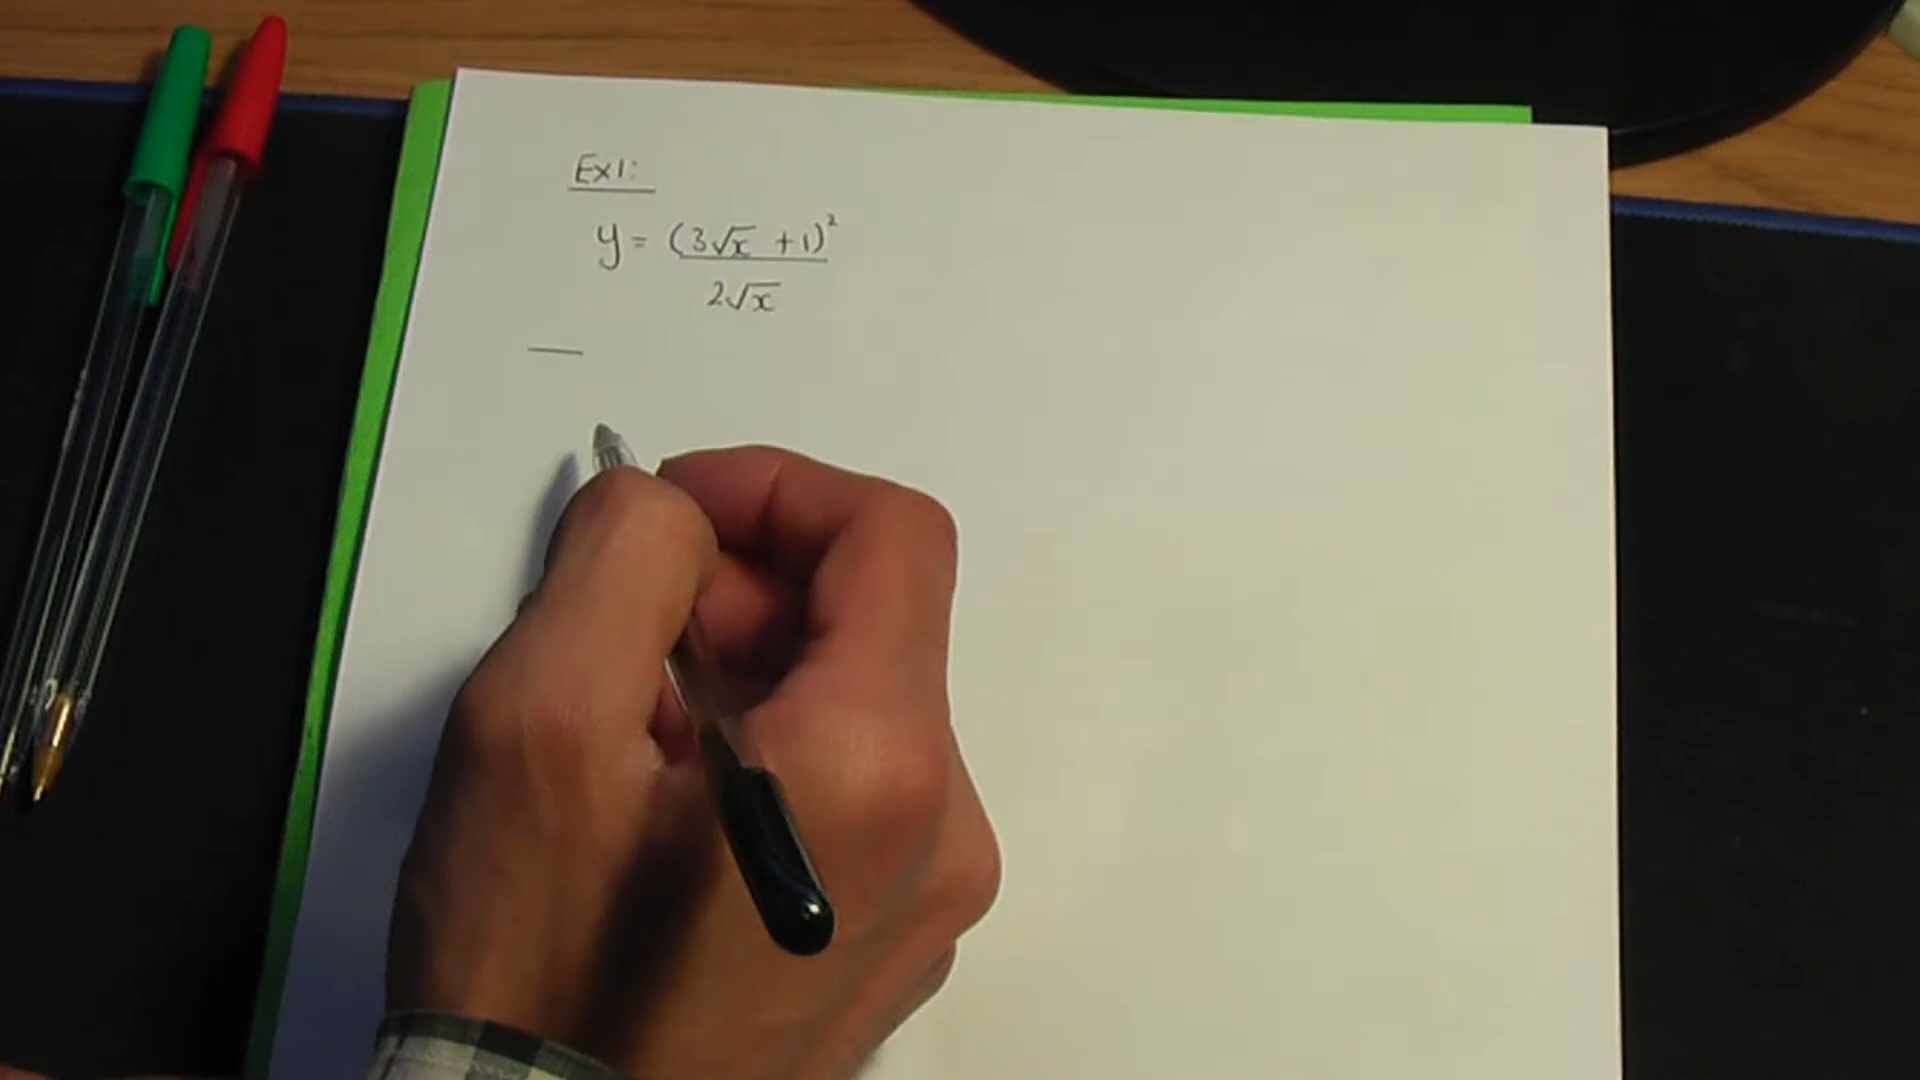 Ex1:
y = (3√x + 1)²
2√x